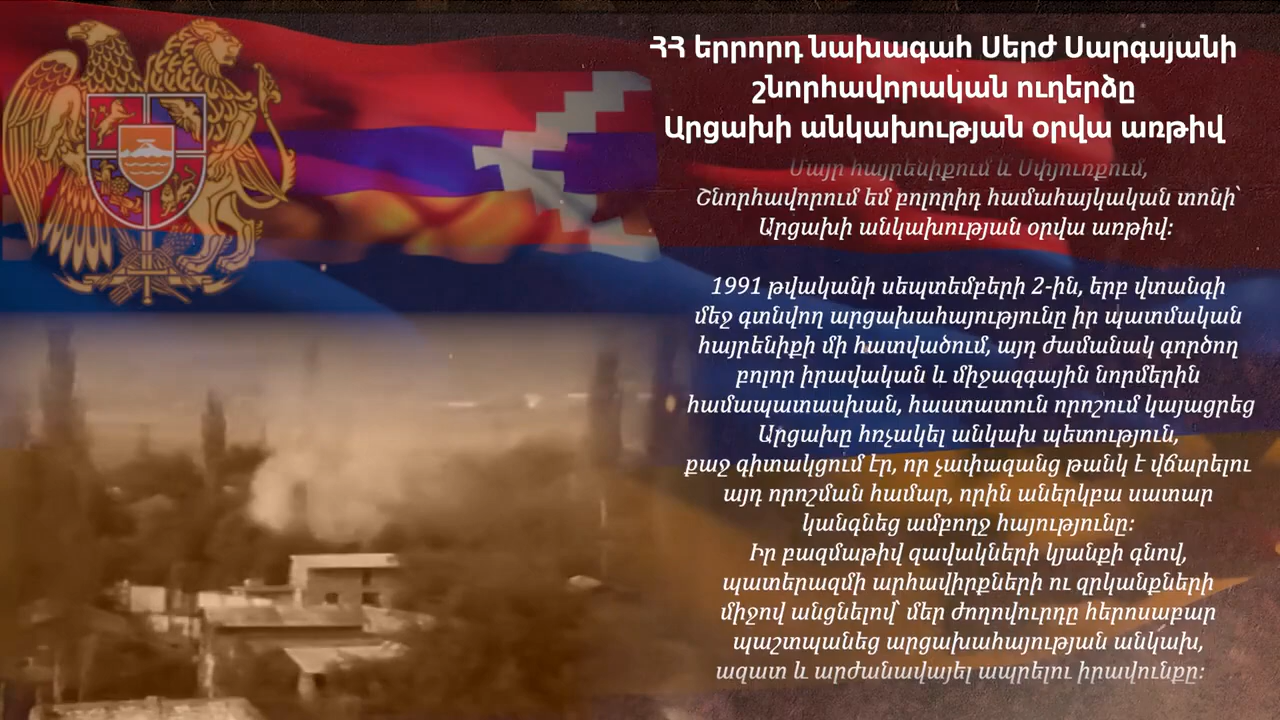 ՀՀ երրորդ նախագահ Սերժ Սարգսյանի
շնորհավորական ուղերձը
Արցախի անկախության օրվա առթիվ
Մայր հայրենիքում և Սփյուռքում,
Շնորհավորում եմ բոլորիդ համահայկական տոնի՝
Արցախի անկախության օրվա առթիվ:
1991 թվականի սեպտեմբերի 2-ին, երբ վտանգի
մեջ գտնվող արցախահայությունը իր պատմական
հայրենիքի մի հատվածում, այդ ժամանակ գործող
բոլոր իրավական և միջազգային նորմերին
համապատասխան, հաստատուն որոշում կայացրեց
Արցախը հռչակել անկախ պետություն,
քաջ գիտակցում էր, որ չափազանց թանկ է վճարելու
այդ որոշման համար, որին աներկբա սատար
կանգնեց ամբողջ հայությունը:
Իր բազմաթիվ զավակների կյանքի գնով,
պատերազմի արհավիրքների ու զրկանքների
միջով անցնելով՝ մեր ժողովուրդը հերոսաբար
պաշտպանեց արցախահայության անկախ,
ազատ և արժանավայել ապրելու իրավունքը: